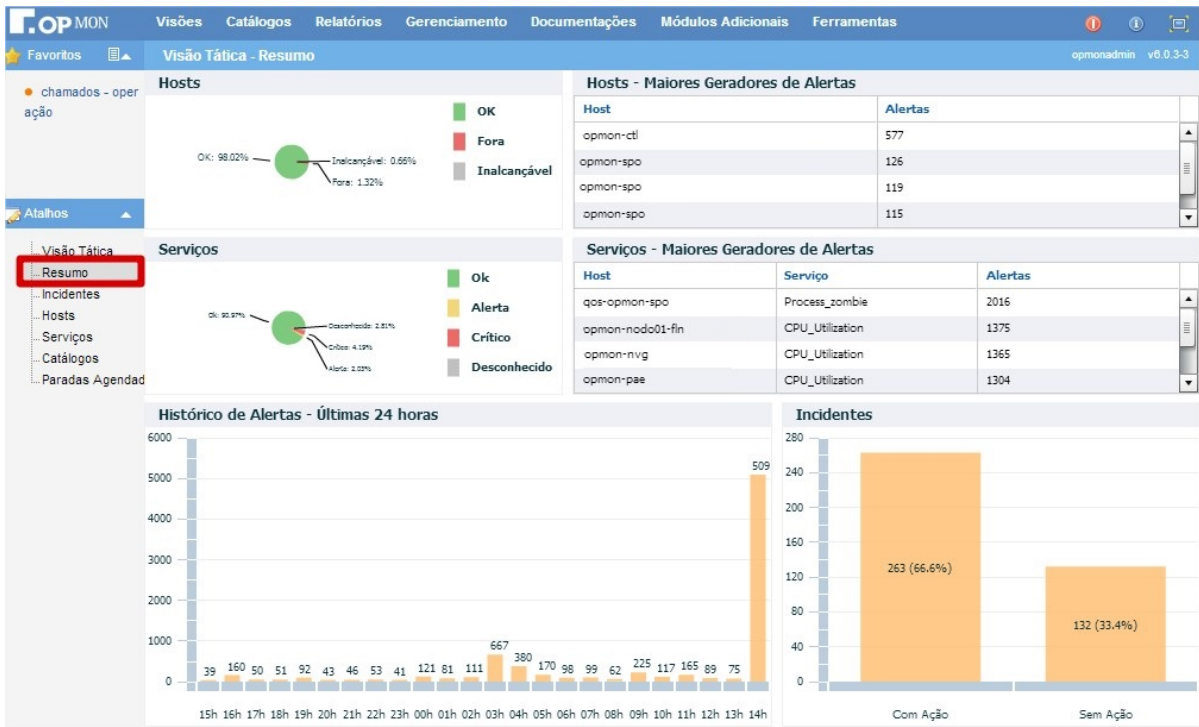 OPMON Visões Catálogos Relatórios Gerenciamento Documentações Módulos Adicionais Ferramentas
Favoritos
Visão Tática - Resumo
opmonadmin v6.0.3-3
chamados - oper
ação
Atalhos
Visão Tática
Resumo
Incidentes
Hosts
Serviços
Catálogos
Paradas Agendad
Hosts
OK: 98.02%
Inalcançável: 0.66%
Fora: 1.32%
OK
Fora
Inalcançável
Hosts - Maiores Geradores de Alertas
Host Alertas
opmon-ctl 577
opmon-spo 126
opmon-spo 119
opmon-spo 115
Serviços
Desconhecido: 2.81%
Crítico: 4.19%
Alerta: 2.03%
Ok
Alerta
Crítico
Desconhecido
Serviços - Maiores Geradores de Alertas
Host Serviço Alertas
qos-opmon-spo Process_zombie 2016
opmon-nodo01-fln CPU_Utilization 1375
opmon-nvg CPU_Utilization 1365
opmon-pae CPU_Utilization 1304
Histórico de Alertas - Últimas 24 horas
6000
5000
4000
3000
2000
1000
0
39 160 50 51 92 43 46 53 41 121 81 111 667 380 170 98 99 62 225 117 165 89 75 509
15h 16h 17h 18h 19h 20h 21h 22h 23h 00h 01h 02h 03h 04h 05h 06h 07h 08h 09h 10h 11h 12h 13h 14h
Incidentes
280
240
200
160
120
80
40
0
263 (66.6%)
132 (33.4%)
Com Ação Sem Ação